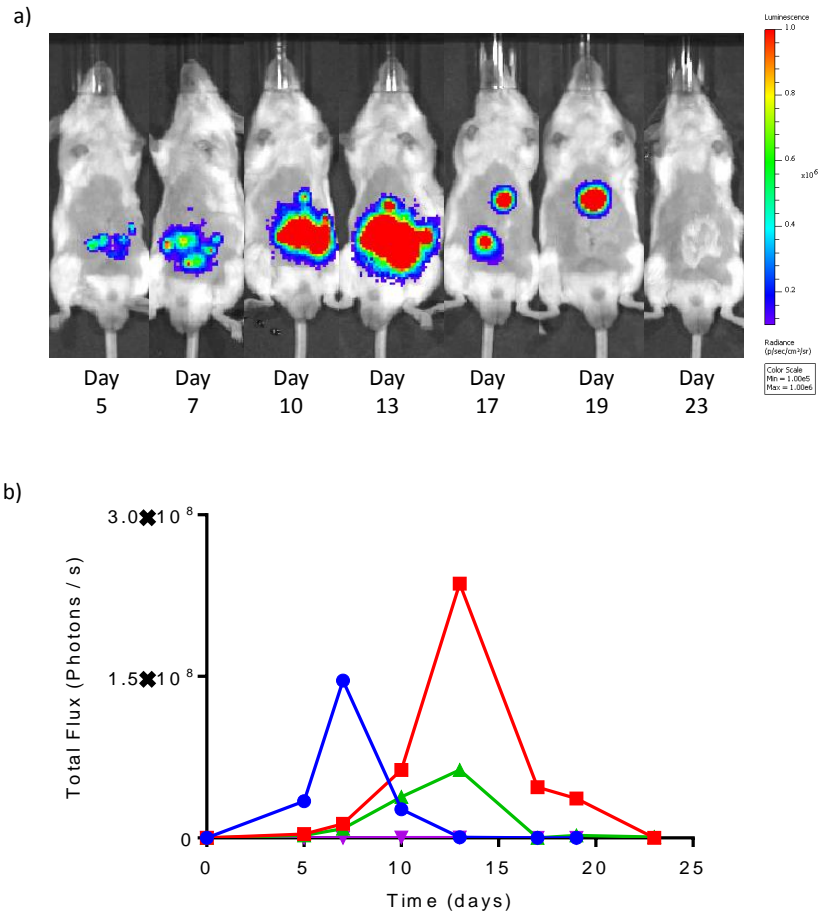 a)
Luminescence
1.0
0.8
0.6
x10⁶
0.4
0.2
Radiance
(p/sec/cm²/sr)
Color Scale
Min = 1.00e5
Max = 1.00e6
Day Day Day Day Day Day Day
5 7 10 13 17 19 23
b)
3.0✖10⁸
1.5✖10⁸
0
Total Flux (Photons / s)
0 5 10 15 20 25
Time (days)